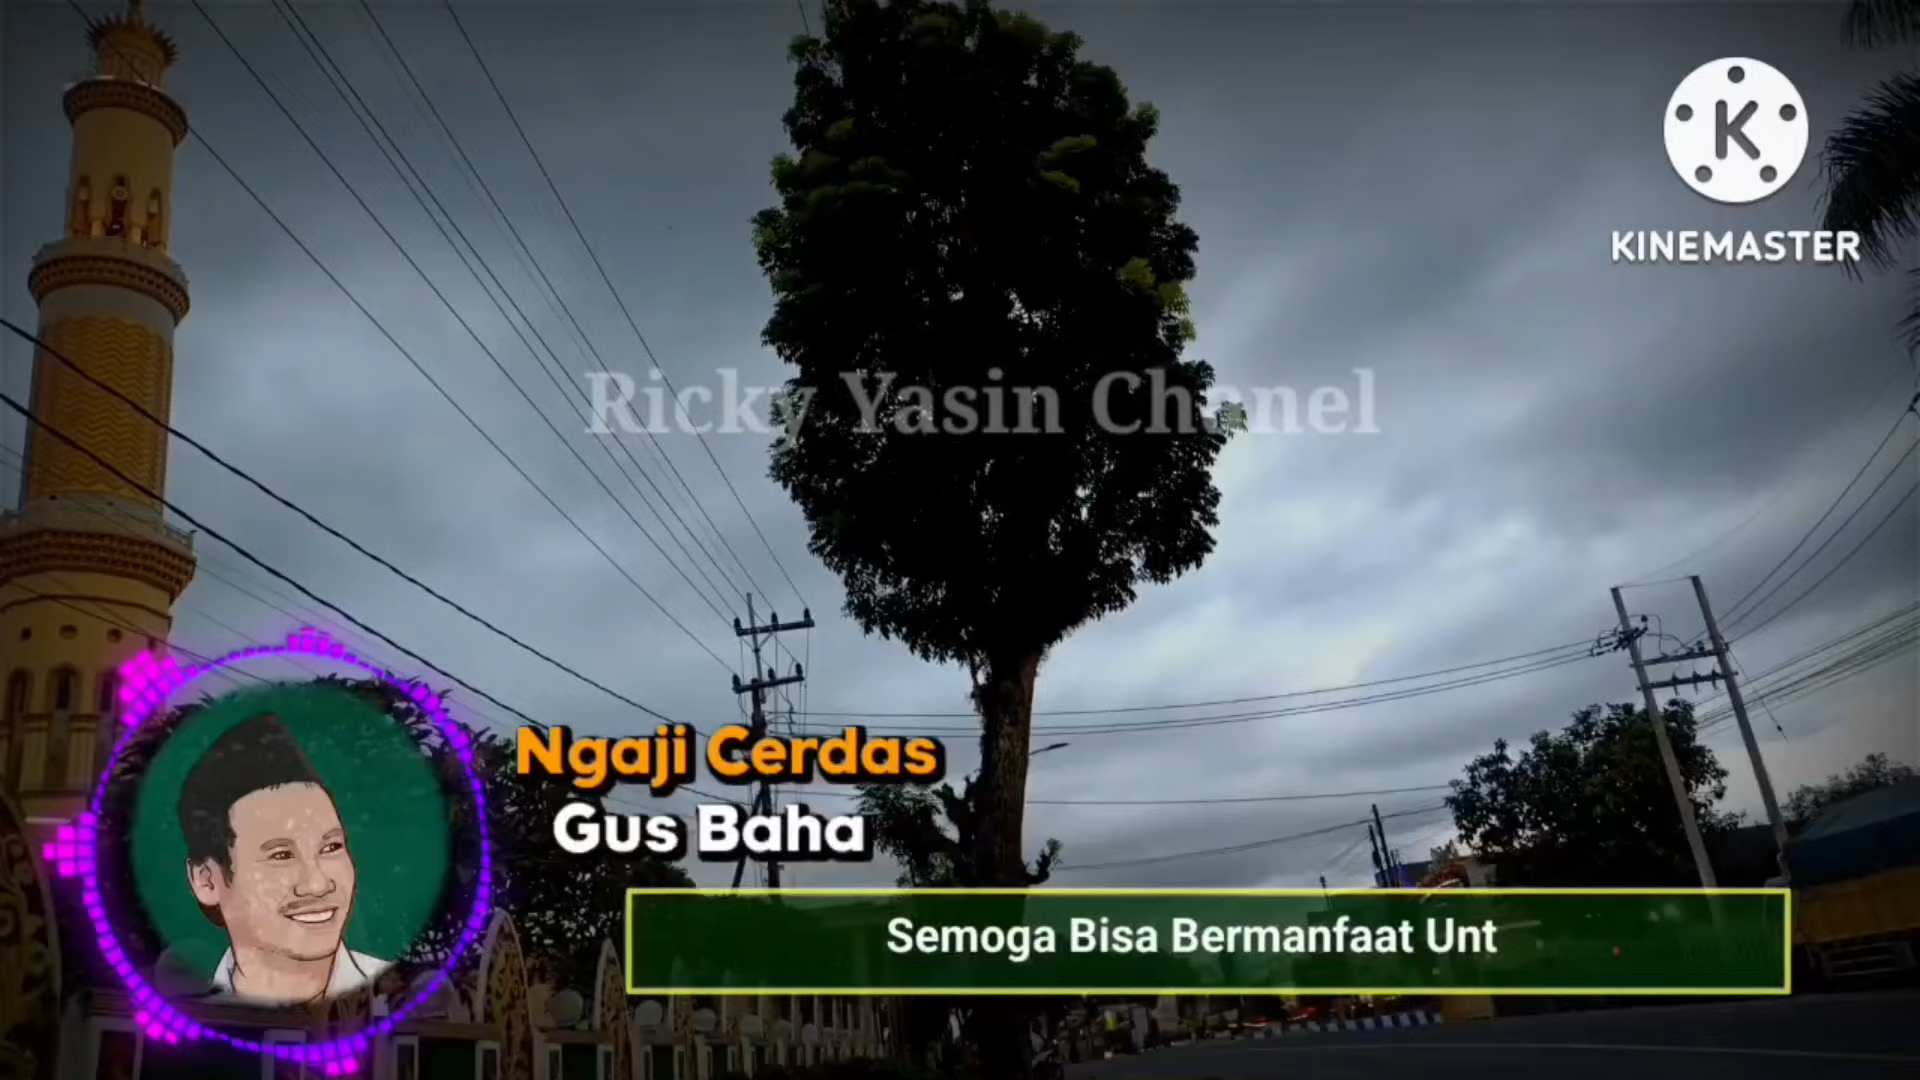 K
KINEMASTER
Ricky Yasin Chanel
Ngaji Cerdas
Gus Baha
Semoga Bisa Bermanfaat Unt